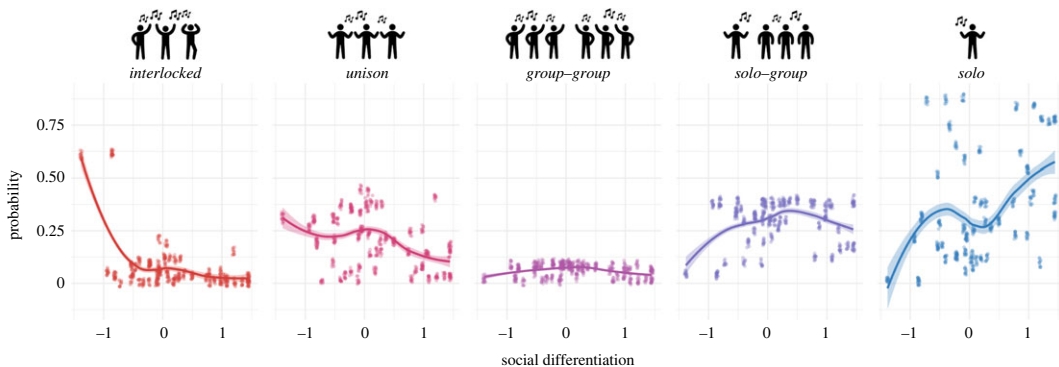 interlocked
unison
group–group
solo–group
solo
probability
0.75
0.50
0.25
0
–1 0 1
–1 0 1
–1 0 1
–1 0 1
–1 0 1
social differentiation